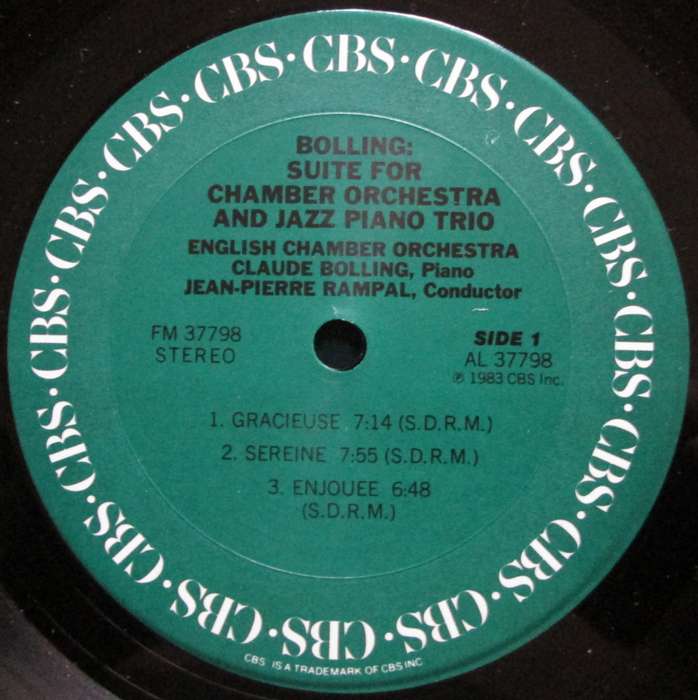 CBS · CBS · CBS · CBS · CBS · CBS · CBS · CBS · CBS · CBS · CBS · CBS · CBS · CBS · CBS · CBS ·
BOLLING:
SUITE FOR
CHAMBER ORCHESTRA
AND JAZZ PIANO TRIO
ENGLISH CHAMBER ORCHESTRA
CLAUDE BOLLING, Piano
JEAN-PIERRE RAMPAL, Conductor
FM 37798
STEREO
SIDE 1
AL 37798
℗ 1983 CBS Inc.
1. GRACIEUSE 7:14 (S.D.R.M.)
2. SEREINE 7:55 (S.D.R.M.)
3. ENJOUEE 6:48
(S.D.R.M.)
CBS IS A TRADEMARK OF CBS INC